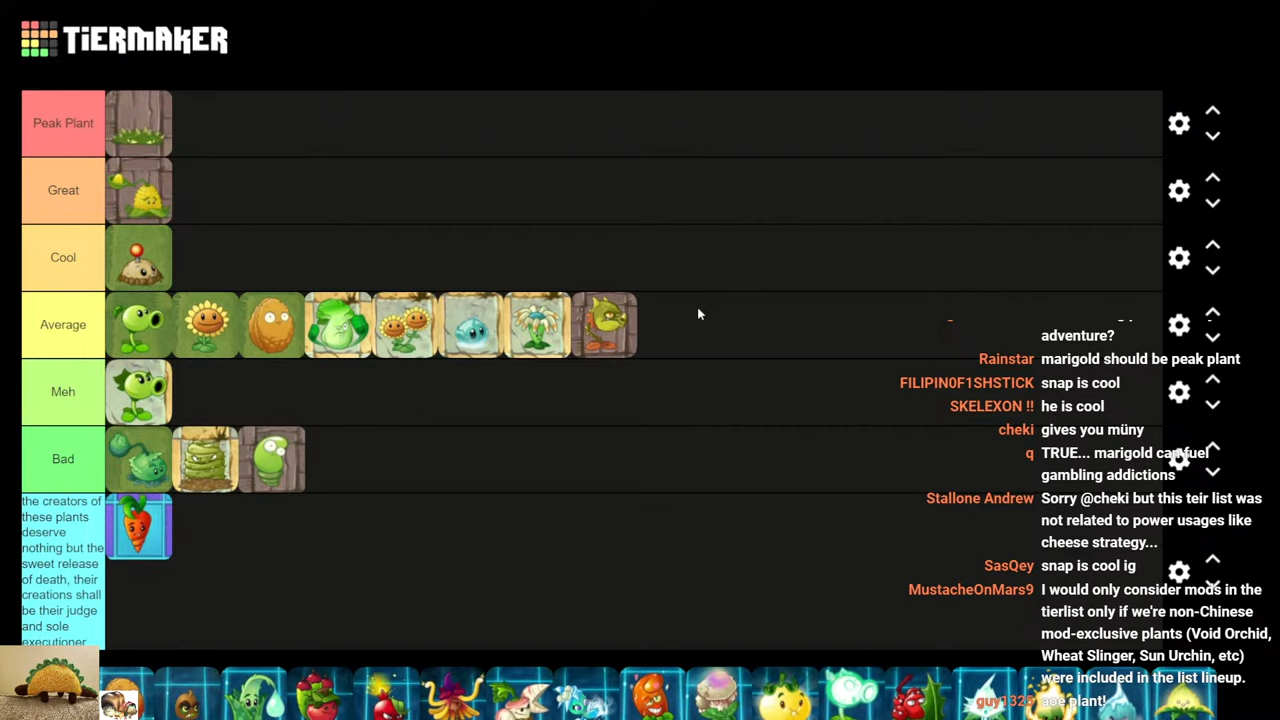 TIERMAKER
Peak Plant
Great
Cool
Average
Meh
Bad
the creators of
these plants
deserve
nothing but the
sweet release
of death, their
creations shall
be their judge
and sole
executioner
adventure?
Rainstar marigold should be peak plant
FILIPIN0F1SHSTICK snap is cool
SKELEXON !! he is cool
cheki gives you müny
q TRUE... marigold can fuel
gambling addictions
Stallone Andrew Sorry @cheki but this teir list was
not related to power usages like
cheese strategy...
SasQey snap is cool ig
MustacheOnMars9 I would only consider mods in the
tierlist only if we're non-Chinese
mod-exclusive plants (Void Orchid,
Wheat Slinger, Sun Urchin, etc)
were included in the list lineup.
guy1325 aoe plant!